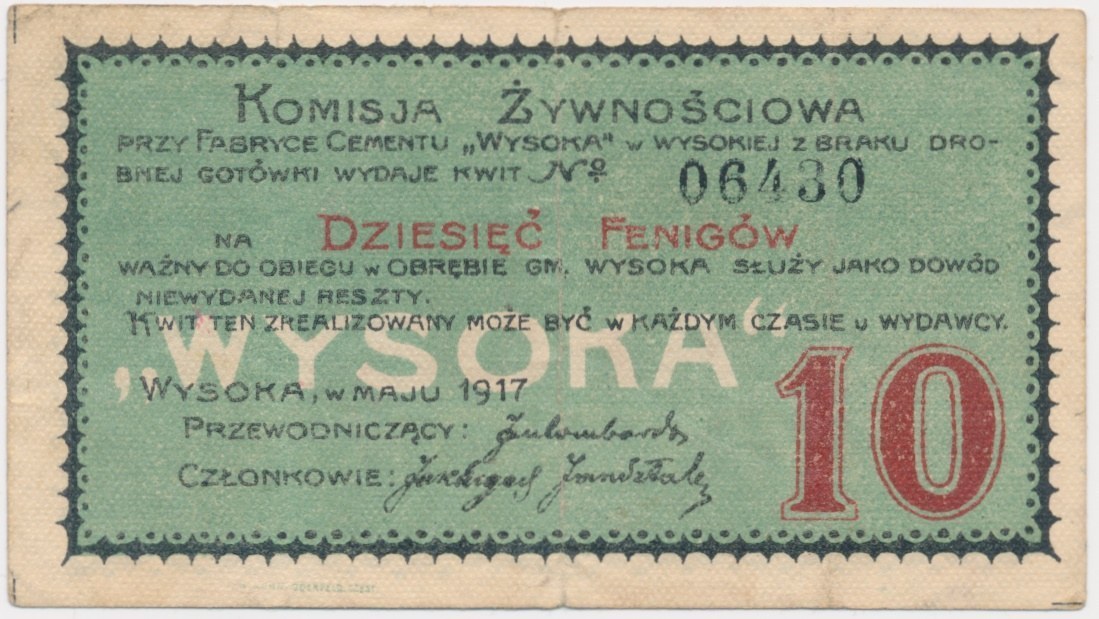 Komisja Żywnościowa
przy Fabryce Cementu „Wysoka" w Wysokiej z braku dro-
bnej gotówki wydaje kwit No 06430
na Dziesięć Fenigów
ważny do obiegu w obrębie gm. Wysoka służy jako dowód
niewydanej reszty.
Kwit ten zrealizowany może być w każdym czasie u wydawcy.
„WYSOKA"
Wysoka, w maju 1917
10
Przewodniczący:
Członkowie: